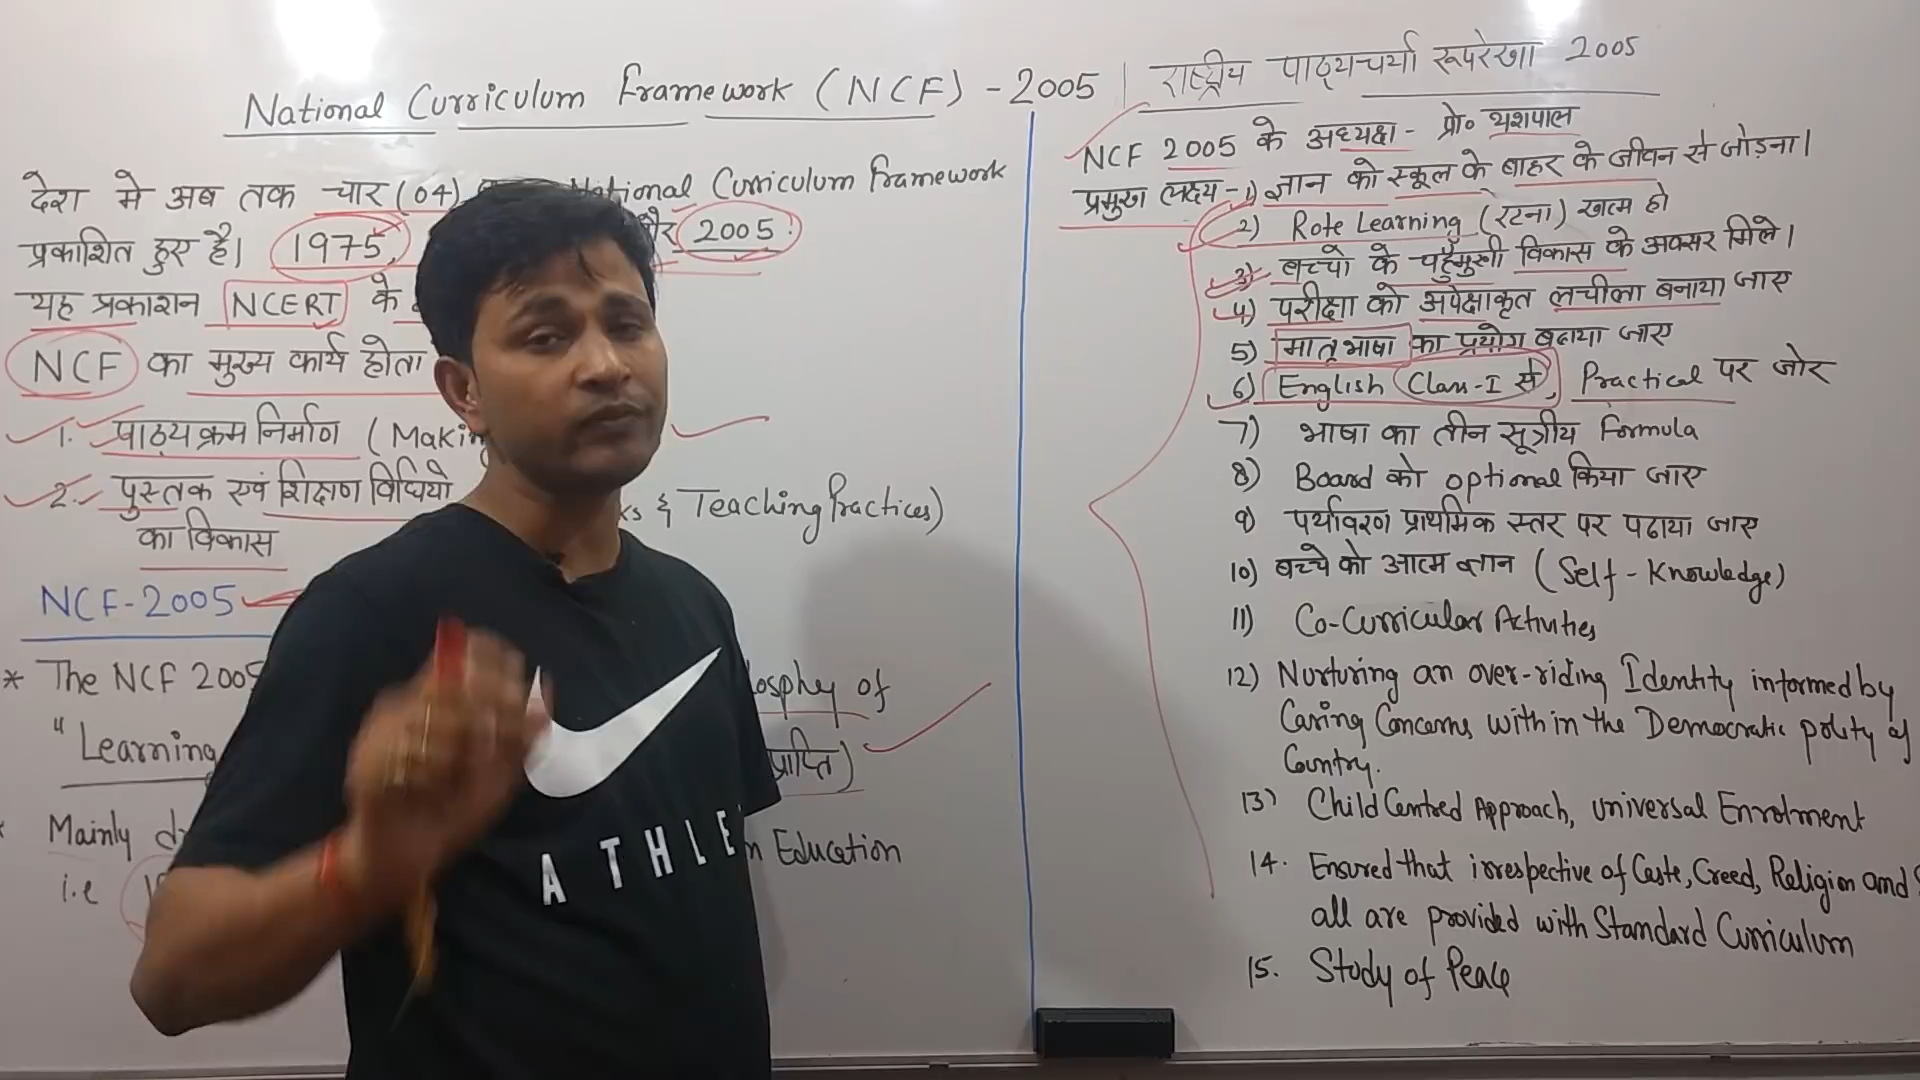 National Curriculum Framework (NCF) - 2005 | राष्ट्रीय पाठ्यचर्या रूपरेखा 2005
देश मे अब तक चार (04) National Curriculum Framework
प्रकाशित हुए है। 1975, और 2005.
यह प्रकाशन NCERT के
NCF का मुख्य कार्य होता
1. पाठ्यक्रम निर्माण (Making
2. पुस्तक एवं शिक्षण विधियो ks & Teaching Practices)
का विकास
NCF-2005
* The NCF 2005 losphy of
"Learning प्राप्ति)
* Mainly n Education
i.e
NCF 2005 के अध्यक्ष - प्रो॰ यशपाल
प्रमुख लक्ष्य - 1) ज्ञान को स्कूल के बाहर के जीवन से जोड़ना।
2) Rote Learning (रटना) खत्म हो
3) बच्चो के चहुँमुखी विकास के अवसर मिले।
4) परीक्षा को अपेक्षाकृत लचीला बनाया जाए
5) मातृभाषा का प्रयोग बढाया जाए
6) English Class-I से, Practical पर जोर
7) भाषा का तीन सूत्रीय Formula
8) Board को optional किया जाए
9) पर्यावरण प्राथमिक स्तर पर पढाया जाए
10) बच्चे को आत्म ज्ञान (Self-Knowledge)
11) Co-Curricular Activities
12) Nurturing an over-riding Identity informed by
Caring Concerns within the Democratic polity of
Country.
13) Child Centred Approach, universal Enrolment
14. Ensured that irrespective of Caste, Creed, Religion and
all are provided with Standard Curriculum
15. Study of Peace
ATHLE